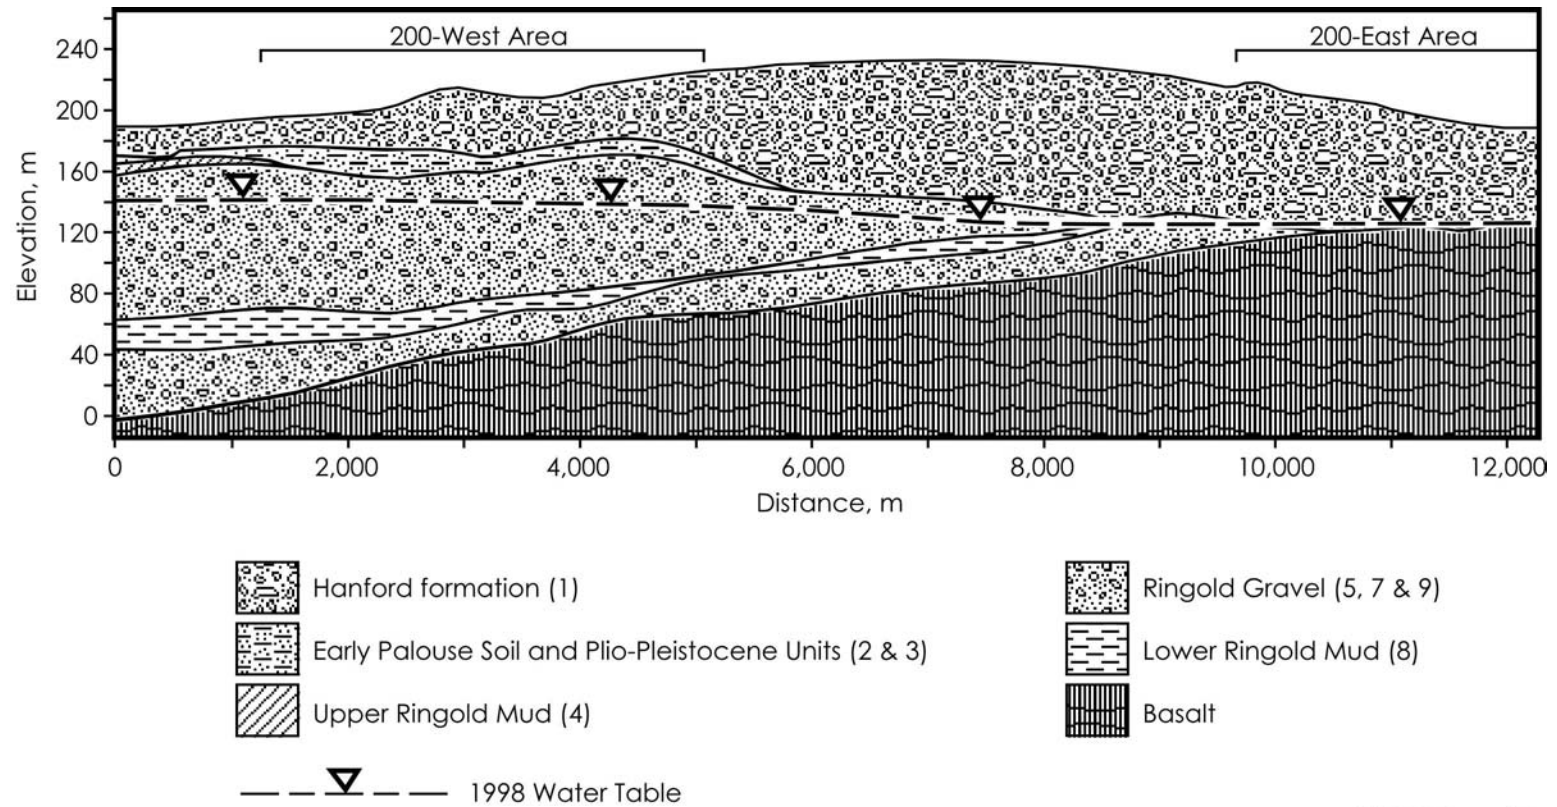 200-West Area
200-East Area
240
200
160
120
80
40
0
Elevation, m
0
2,000
4,000
6,000
8,000
10,000
12,000
Distance, m
Hanford formation (1)
Ringold Gravel (5, 7 & 9)
Early Palouse Soil and Plio-Pleistocene Units (2 & 3)
Lower Ringold Mud (8)
Upper Ringold Mud (4)
Basalt
1998 Water Table